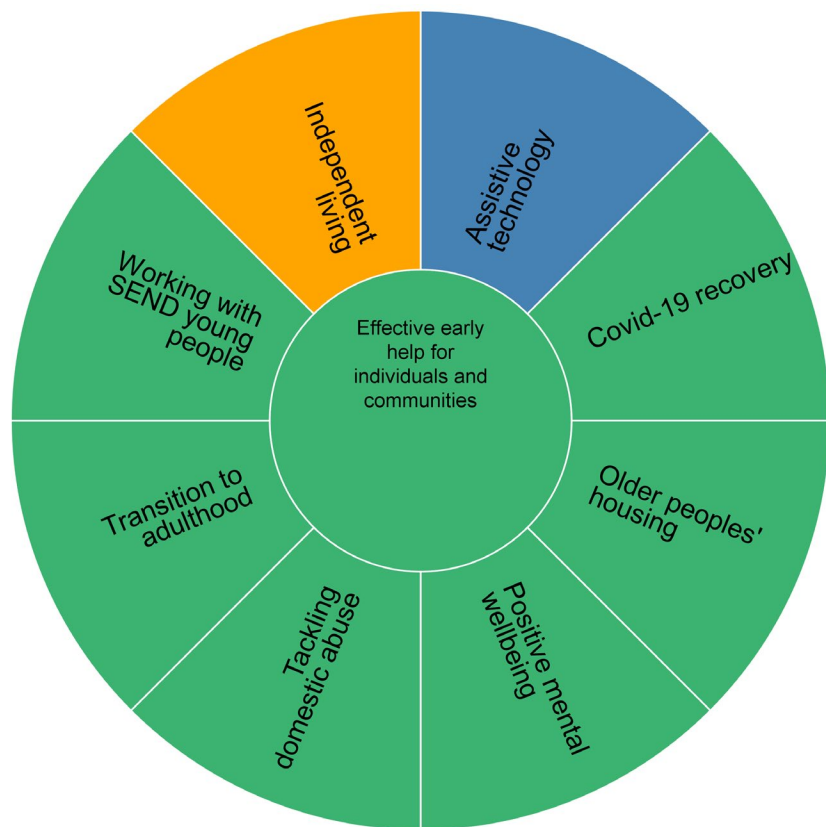 Independent
living
Assistive
technology
Working with
SEND young
people
Covid-19 recovery
Effective early
help for
individuals and
communities
Transition to
adulthood
Older peoples'
housing
Tackling
domestic abuse
Positive mental
wellbeing